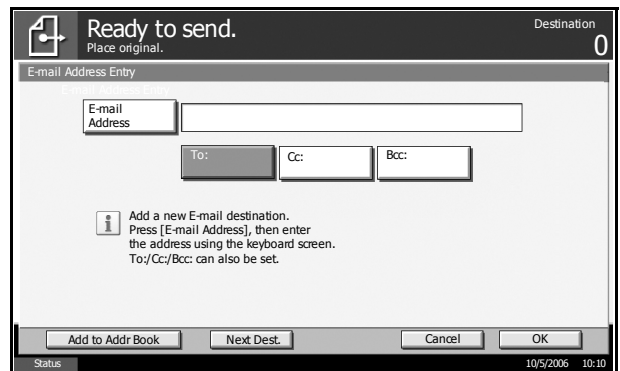 Ready to send.
Destination
Place original.
0
E-mail Address Entry
E-mail Address Entry
E-mail
Address
To:
Cc:
Bcc:
Add a new E-mail destination.
Press [E-mail Address], then enter
the address using the keyboard screen.
To:/Cc:/Bcc: can also be set.
Add to Addr Book
Next Dest.
Cancel
OK
Status
10/5/2006 10:10